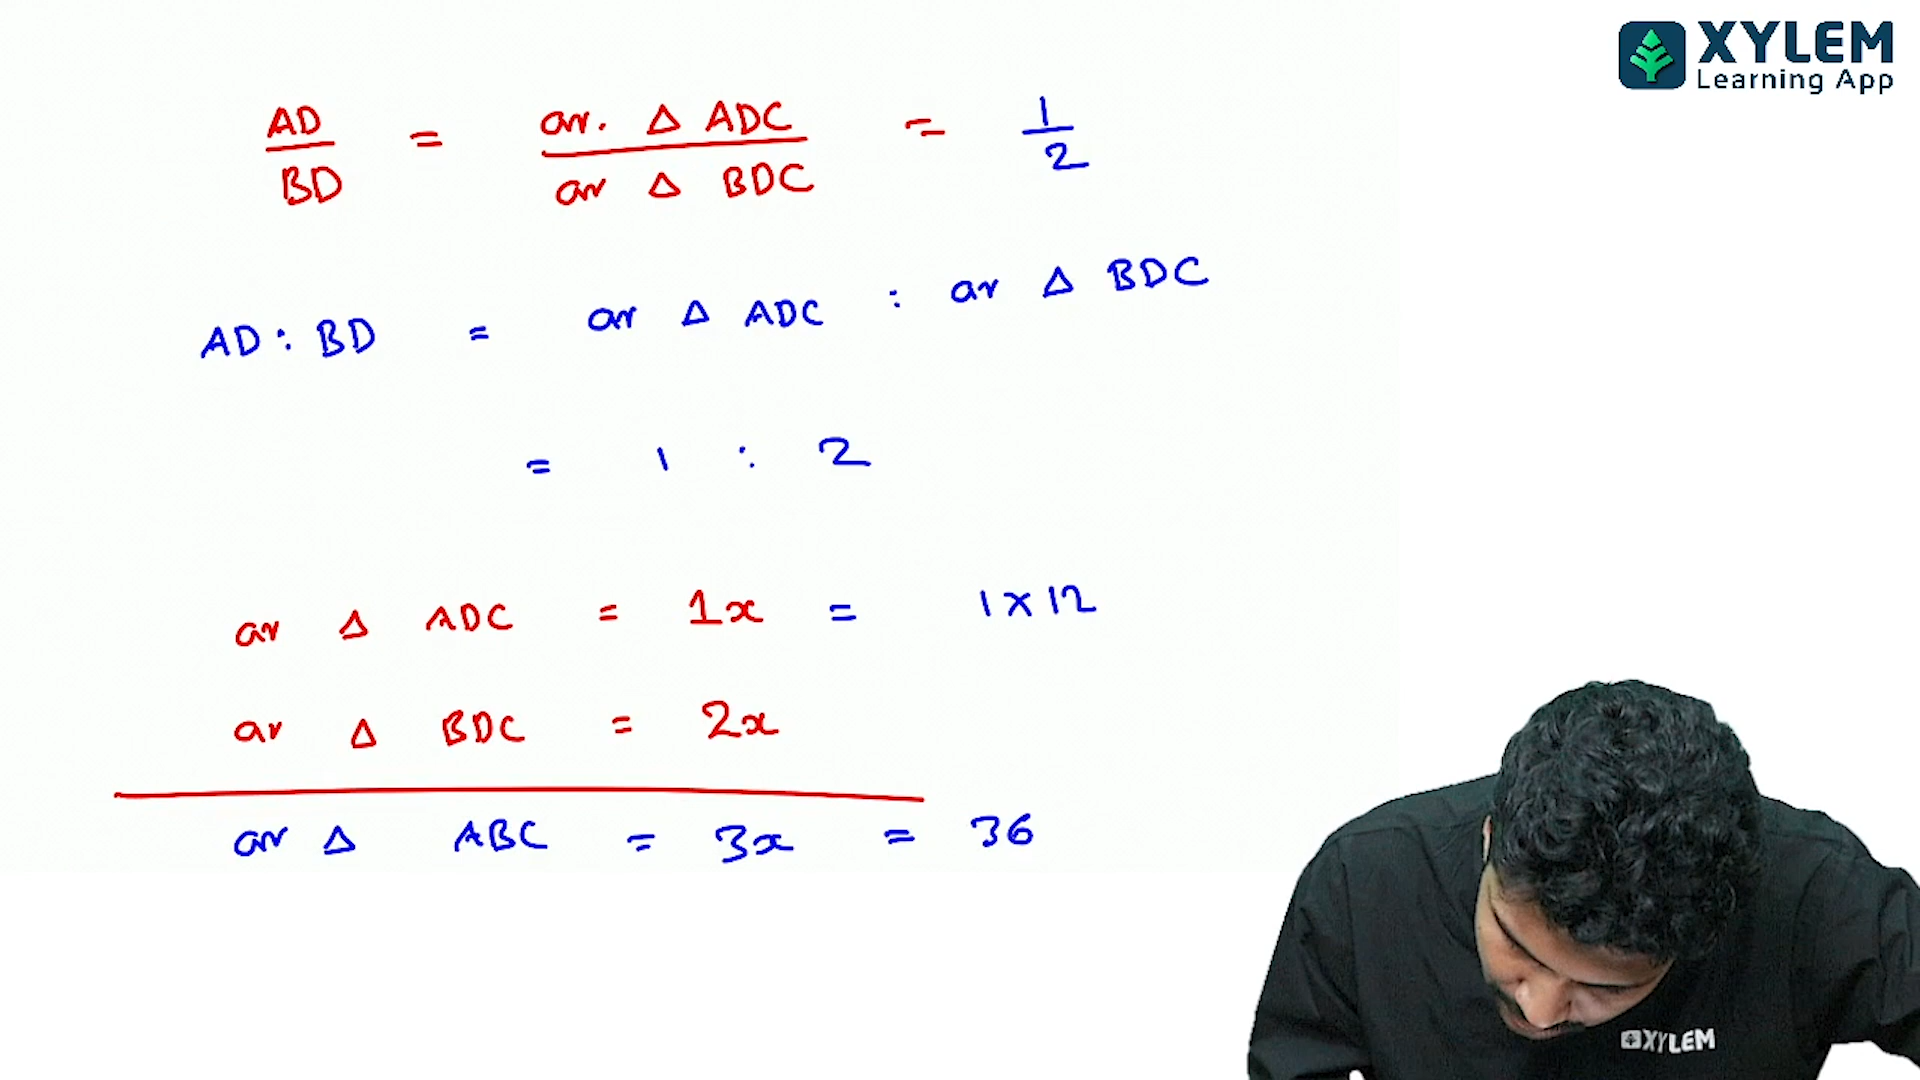 XYLEM
Learning App
AD/BD = ar. Δ ADC / ar Δ BDC = 1/2
AD : BD = ar Δ ADC : ar Δ BDC
= 1 : 2
ar Δ ADC = 1x = 1 × 12
ar Δ BDC = 2x
ar Δ ABC = 3x = 36
XYLEM